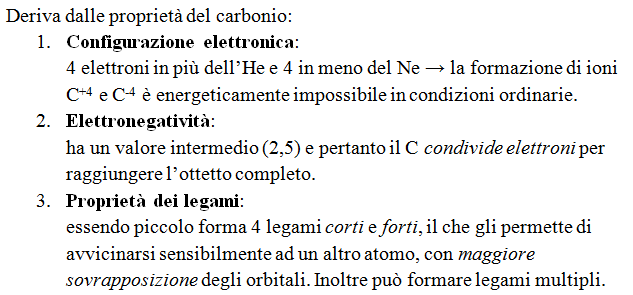 Deriva dalle proprietà del carbonio:
1. Configurazione elettronica:
4 elettroni in più dell'He e 4 in meno del Ne → la formazione di ioni
C⁺⁴ e C⁻⁴ è energeticamente impossibile in condizioni ordinarie.
2. Elettronegatività:
ha un valore intermedio (2,5) e pertanto il C condivide elettroni per
raggiungere l'ottetto completo.
3. Proprietà dei legami:
essendo piccolo forma 4 legami corti e forti, il che gli permette di
avvicinarsi sensibilmente ad un altro atomo, con maggiore
sovrapposizione degli orbitali. Inoltre può formare legami multipli.